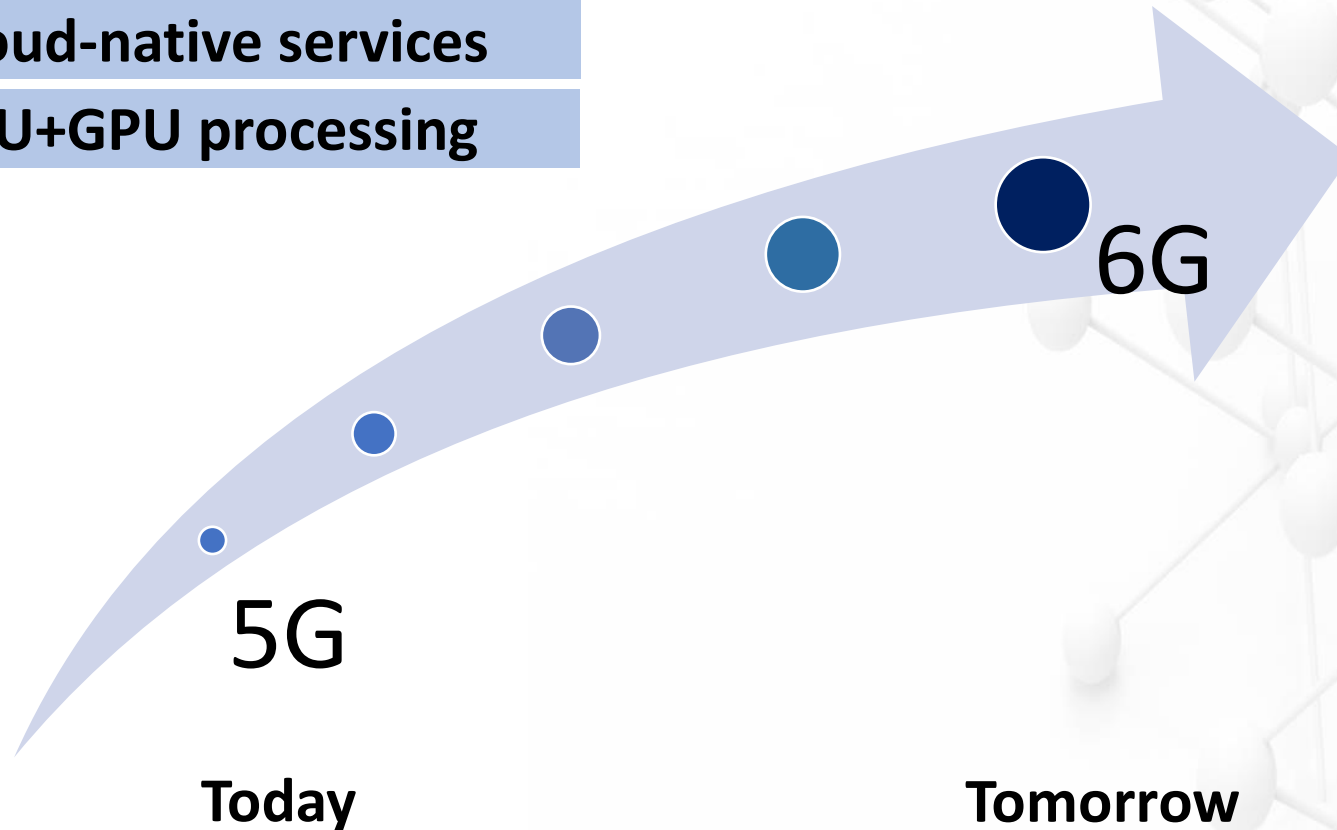 oud-native services
U+GPU processing
6G
5G
Today
Tomorrow